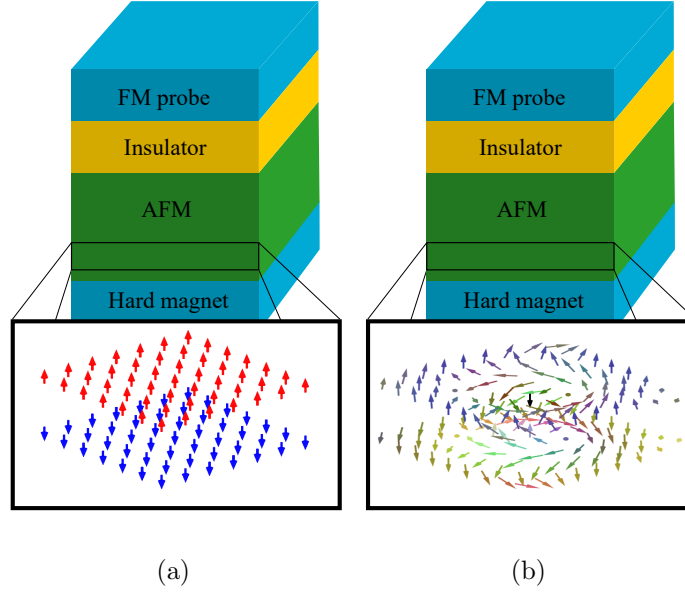 FM probe
Insulator
AFM
Hard magnet
FM probe
Insulator
AFM
Hard magnet
(a)
(b)